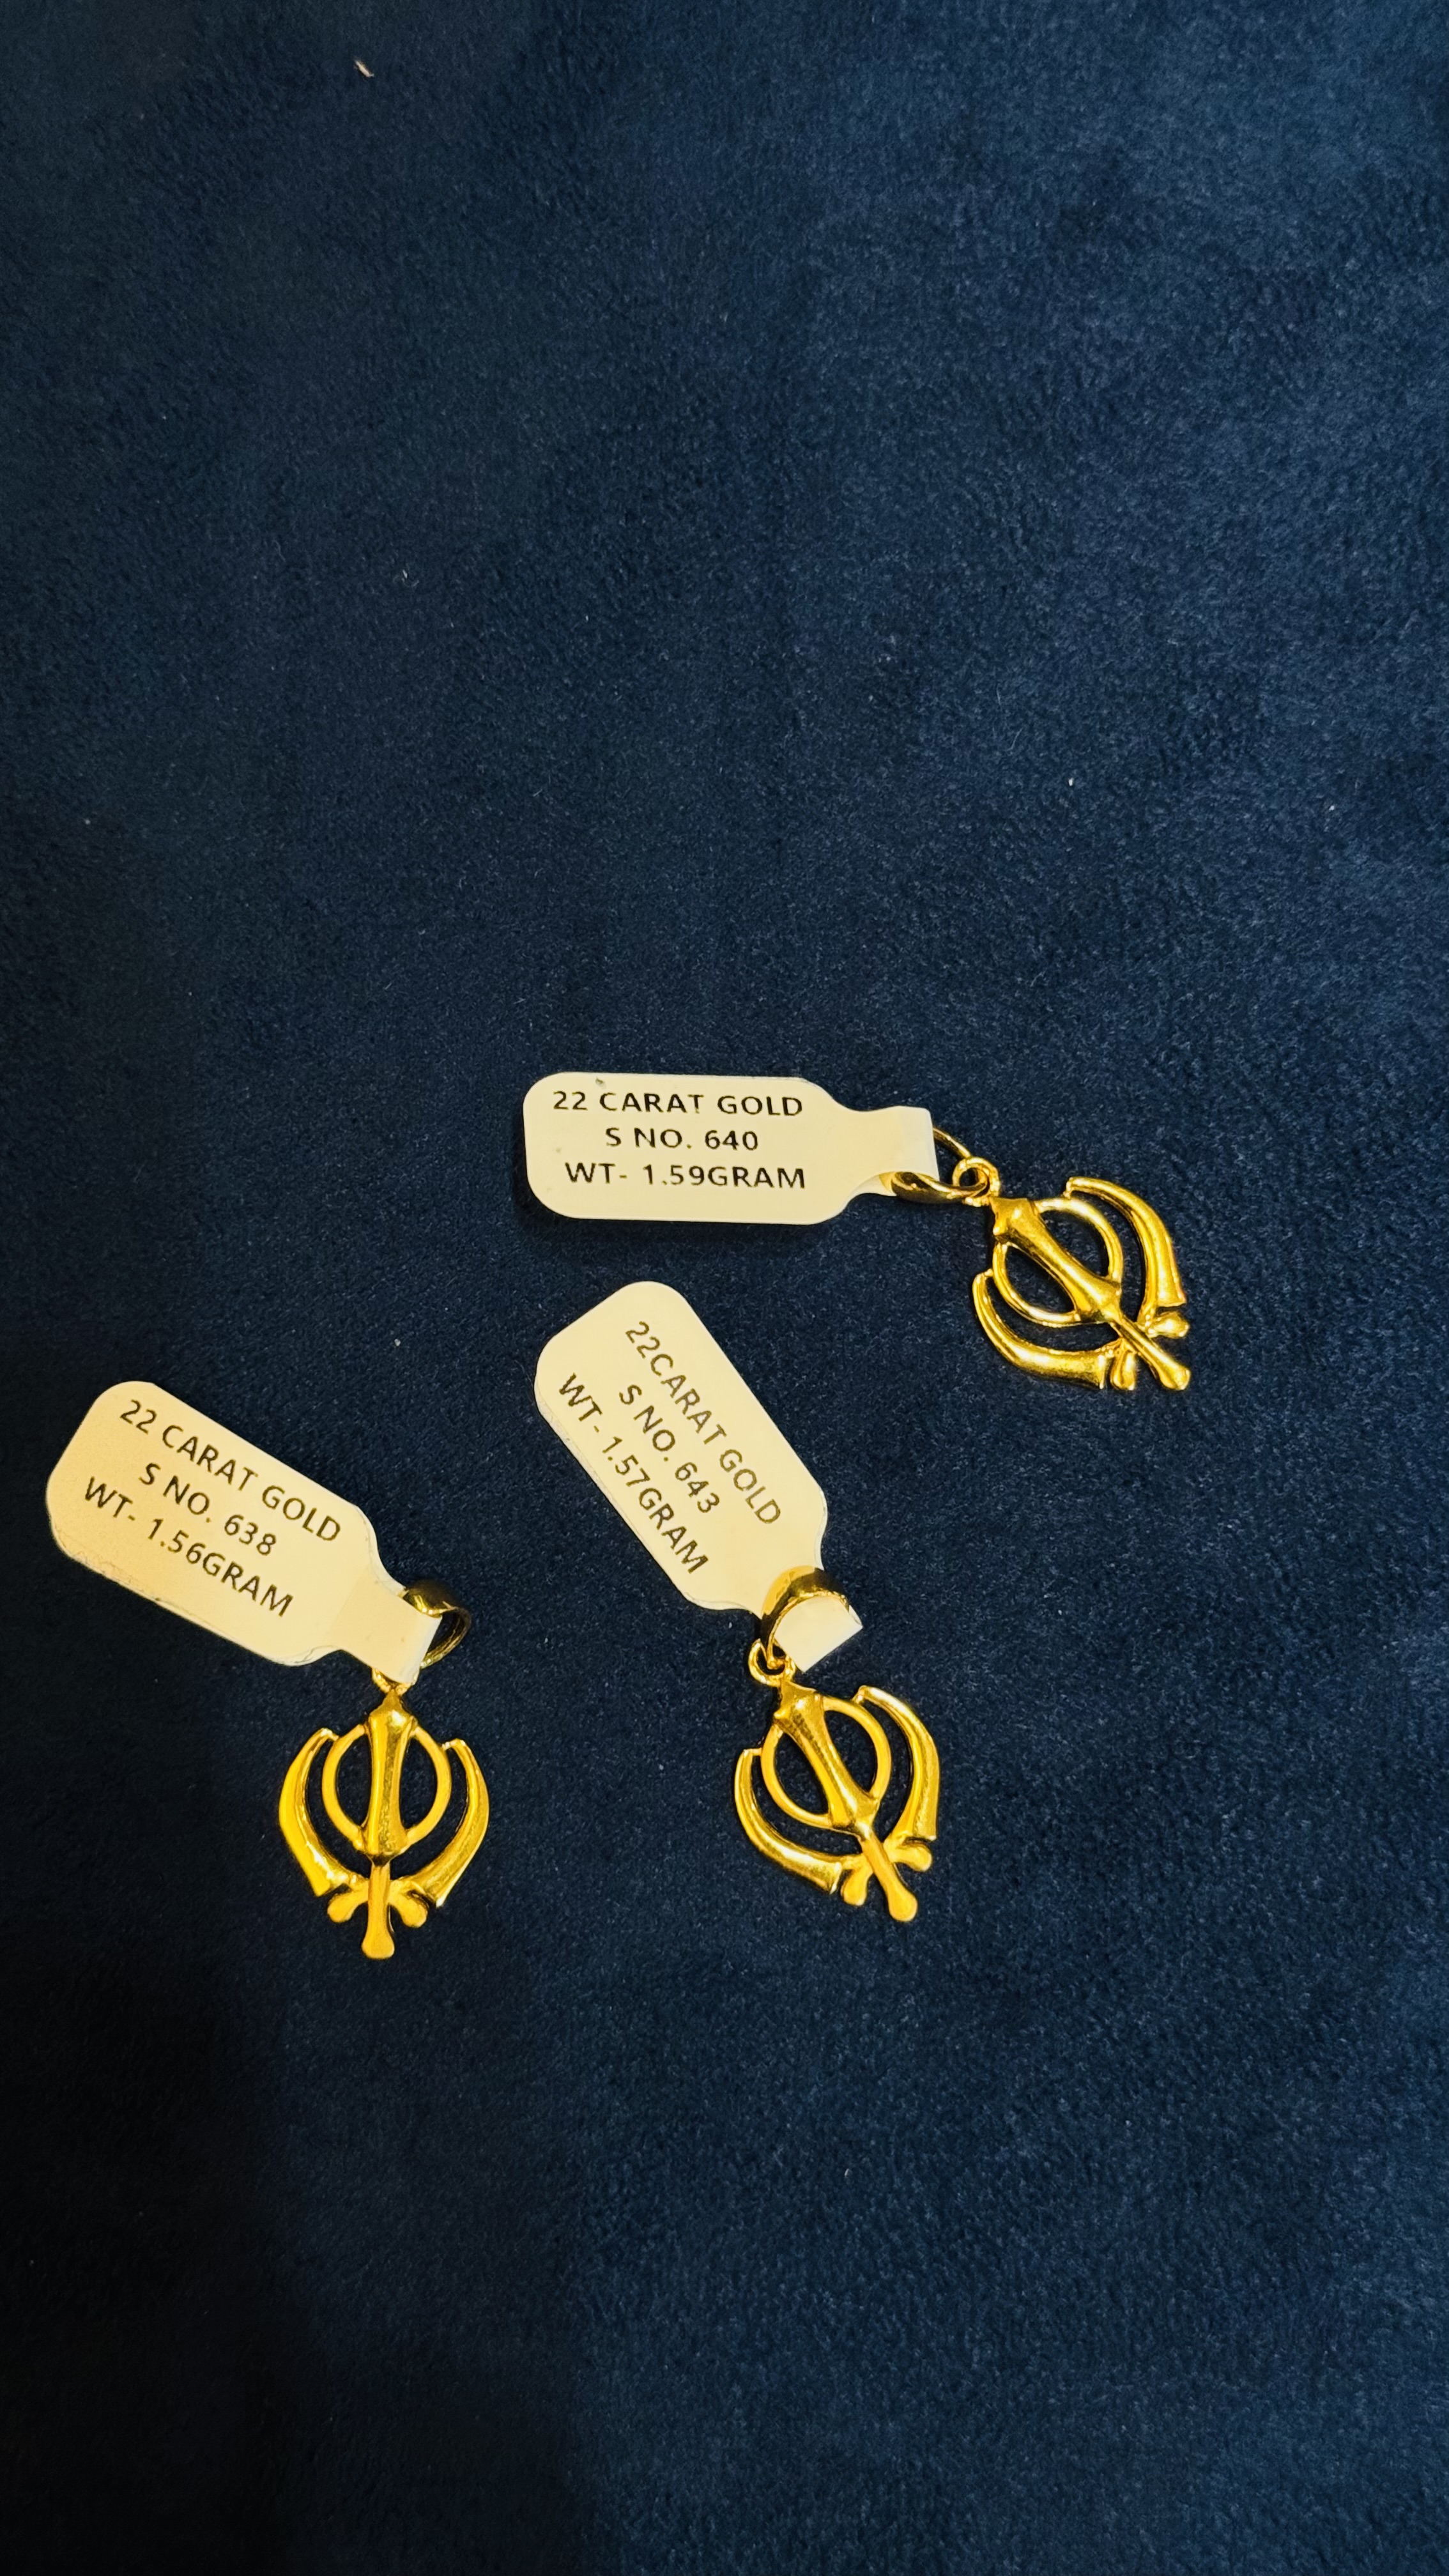 22 CARAT GOLD
S NO. 640
WT- 1.59GRAM
22CARAT GOLD
S NO. 643
WT- 1.57GRAM
22 CARAT GOLD
S NO. 638
WT- 1.56GRAM